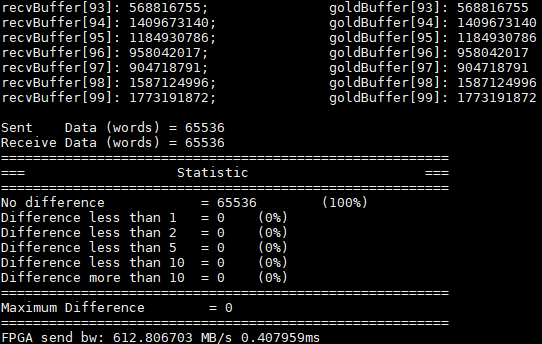 recvBuffer[93]: 568816755; goldBuffer[93]: 568816755
recvBuffer[94]: 1409673140; goldBuffer[94]: 1409673140
recvBuffer[95]: 1184930786; goldBuffer[95]: 1184930786
recvBuffer[96]: 958042017; goldBuffer[96]: 958042017
recvBuffer[97]: 904718791; goldBuffer[97]: 904718791
recvBuffer[98]: 1587124996; goldBuffer[98]: 1587124996
recvBuffer[99]: 1773191872; goldBuffer[99]: 1773191872
Sent    Data (words) = 65536
Receive Data (words) = 65536
========================================================
===                   Statistic                      ===
========================================================
No difference            = 65536        (100%)
Difference less than 1   = 0    (0%)
Difference less than 2   = 0    (0%)
Difference less than 5   = 0    (0%)
Difference less than 10  = 0    (0%)
Difference more than 10  = 0    (0%)
========================================================
Maximum Difference        = 0
========================================================
FPGA send bw: 612.806703 MB/s 0.407959ms